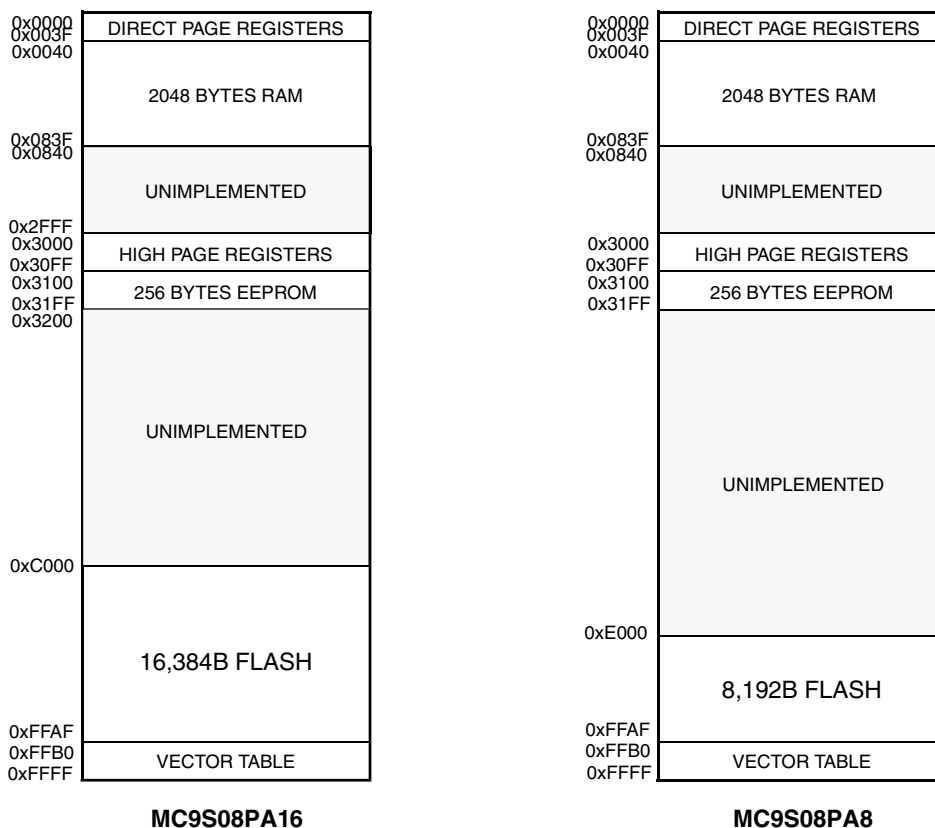 0x0000
0x003F
DIRECT PAGE REGISTERS
0x0040
2048 BYTES RAM
0x083F
0x0840
UNIMPLEMENTED
0x2FFF
0x3000
HIGH PAGE REGISTERS
0x30FF
0x3100
256 BYTES EEPROM
0x31FF
0x3200
UNIMPLEMENTED
0xC000
16,384B FLASH
0xFFAF
0xFFB0
VECTOR TABLE
0xFFFF
MC9S08PA16
0x0000
0x003F
DIRECT PAGE REGISTERS
0x0040
2048 BYTES RAM
0x083F
0x0840
UNIMPLEMENTED
0x3000
HIGH PAGE REGISTERS
0x30FF
0x3100
256 BYTES EEPROM
0x31FF
UNIMPLEMENTED
0xE000
8,192B FLASH
0xFFAF
0xFFB0
VECTOR TABLE
0xFFFF
MC9S08PA8